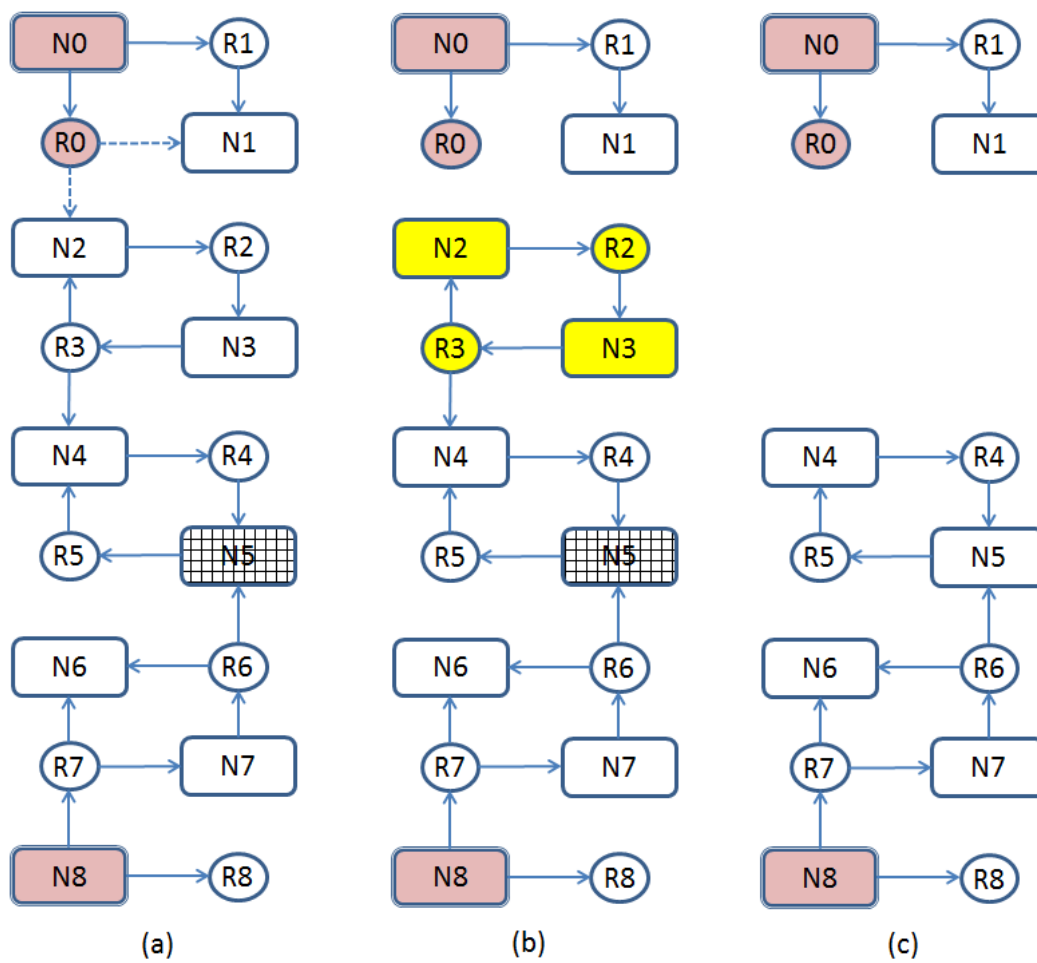 N0 R1 N0 R1 N0 R1
R0 N1 R0 N1 R0 N1
N2 R2 N2 R2
R3 N3 R3 N3
N4 R4 N4 R4 N4 R4
R5 N5 R5 N5 R5 N5
N6 R6 N6 R6 N6 R6
R7 N7 R7 N7 R7 N7
N8 R8 N8 R8 N8 R8
(a) (b) (c)